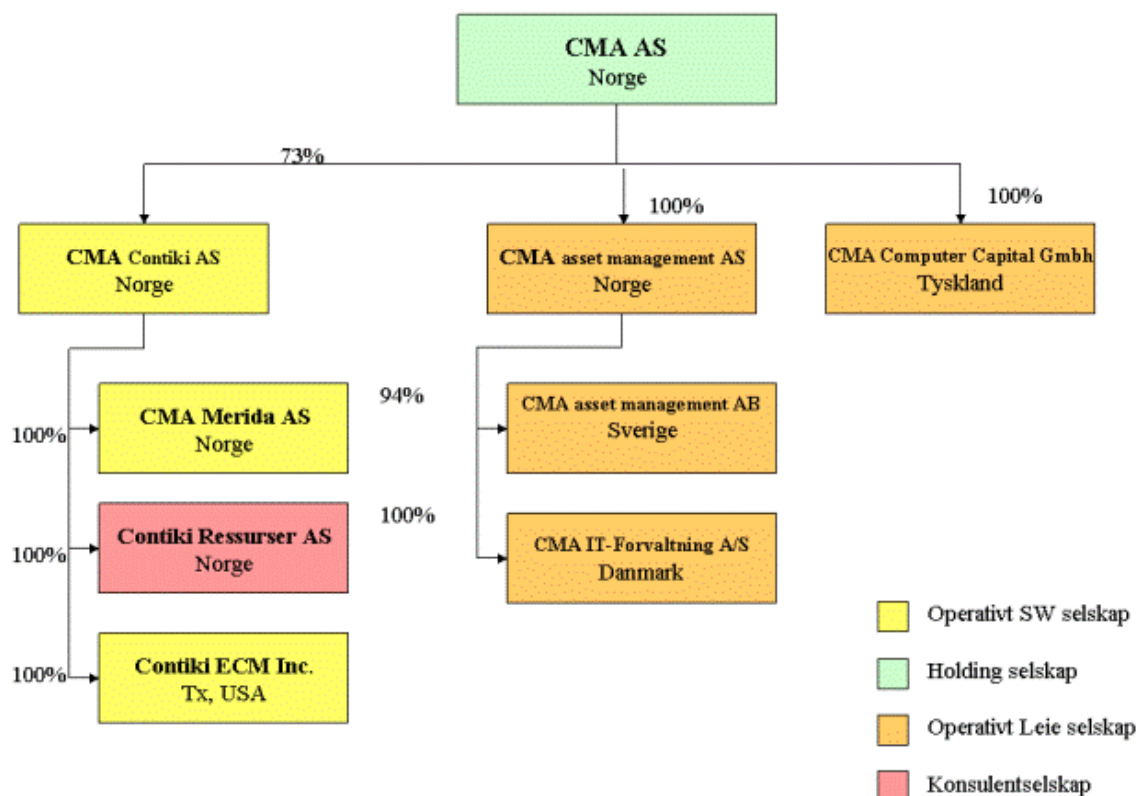 CMA AS
Norge
73%
100%
100%
CMA Contiki AS
Norge
CMA asset management AS
Norge
CMA Computer Capital Gmbh
Tyskland
100%
CMA Merida AS
Norge
94%
CMA asset management AB
Sverige
100%
Contiki Ressurser AS
Norge
100%
CMA IT-Forvaltning A/S
Danmark
100%
Contiki ECM Inc.
Tx, USA
Operativt SW selskap
Holding selskap
Operativt Leie selskap
Konsulentselskap